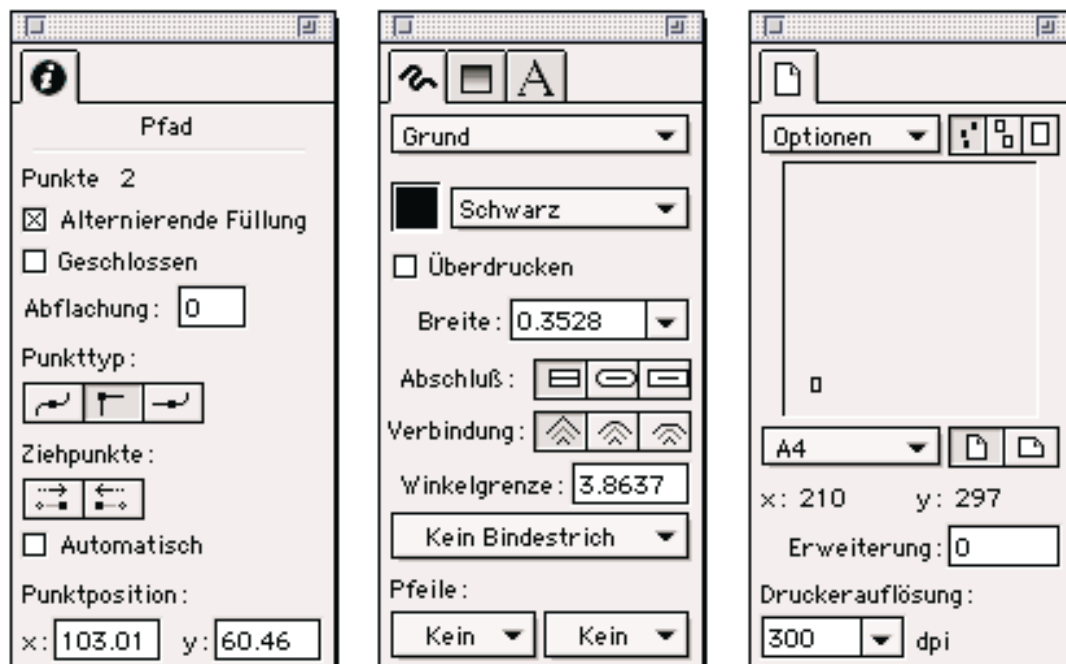 Pfad
Punkte 2
Alternierende Füllung
Geschlossen
Abflachung: 0
Punkttyp:
Ziehpunkte:
Automatisch
Punktposition:
x: 103.01 y: 60.46
A
Grund
Schwarz
Überdrucken
Breite: 0.3528
Abschluß:
Verbindung:
Winkelgrenze: 3.8637
Kein Bindestrich
Pfeile:
Kein Kein
Optionen
A4
x: 210 y: 297
Erweiterung: 0
Druckerauflösung:
300 dpi